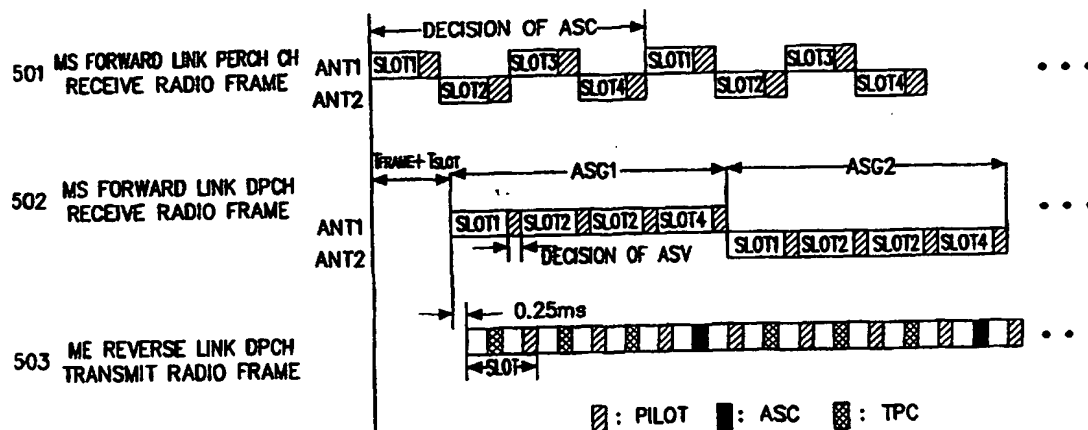 DECISION OF ASC
501 MS FORWARD LINK PERCH CH
RECEIVE RADIO FRAME
ANT1 SLOT1 SLOT3 SLOT1 SLOT3
ANT2 SLOT2 SLOT4 SLOT2 SLOT4
TFRAME+ TSLOT ASG1 ASG2
502 MS FORWARD LINK DPCH
RECEIVE RADIO FRAME
ANT1 SLOT1 SLOT2 SLOT2 SLOT4
ANT2 SLOT1 SLOT2 SLOT2 SLOT4
DECISION OF ASV
0.25ms
503 ME REVERSE LINK DPCH
TRANSMIT RADIO FRAME
SLOT
: PILOT : ASC : TPC